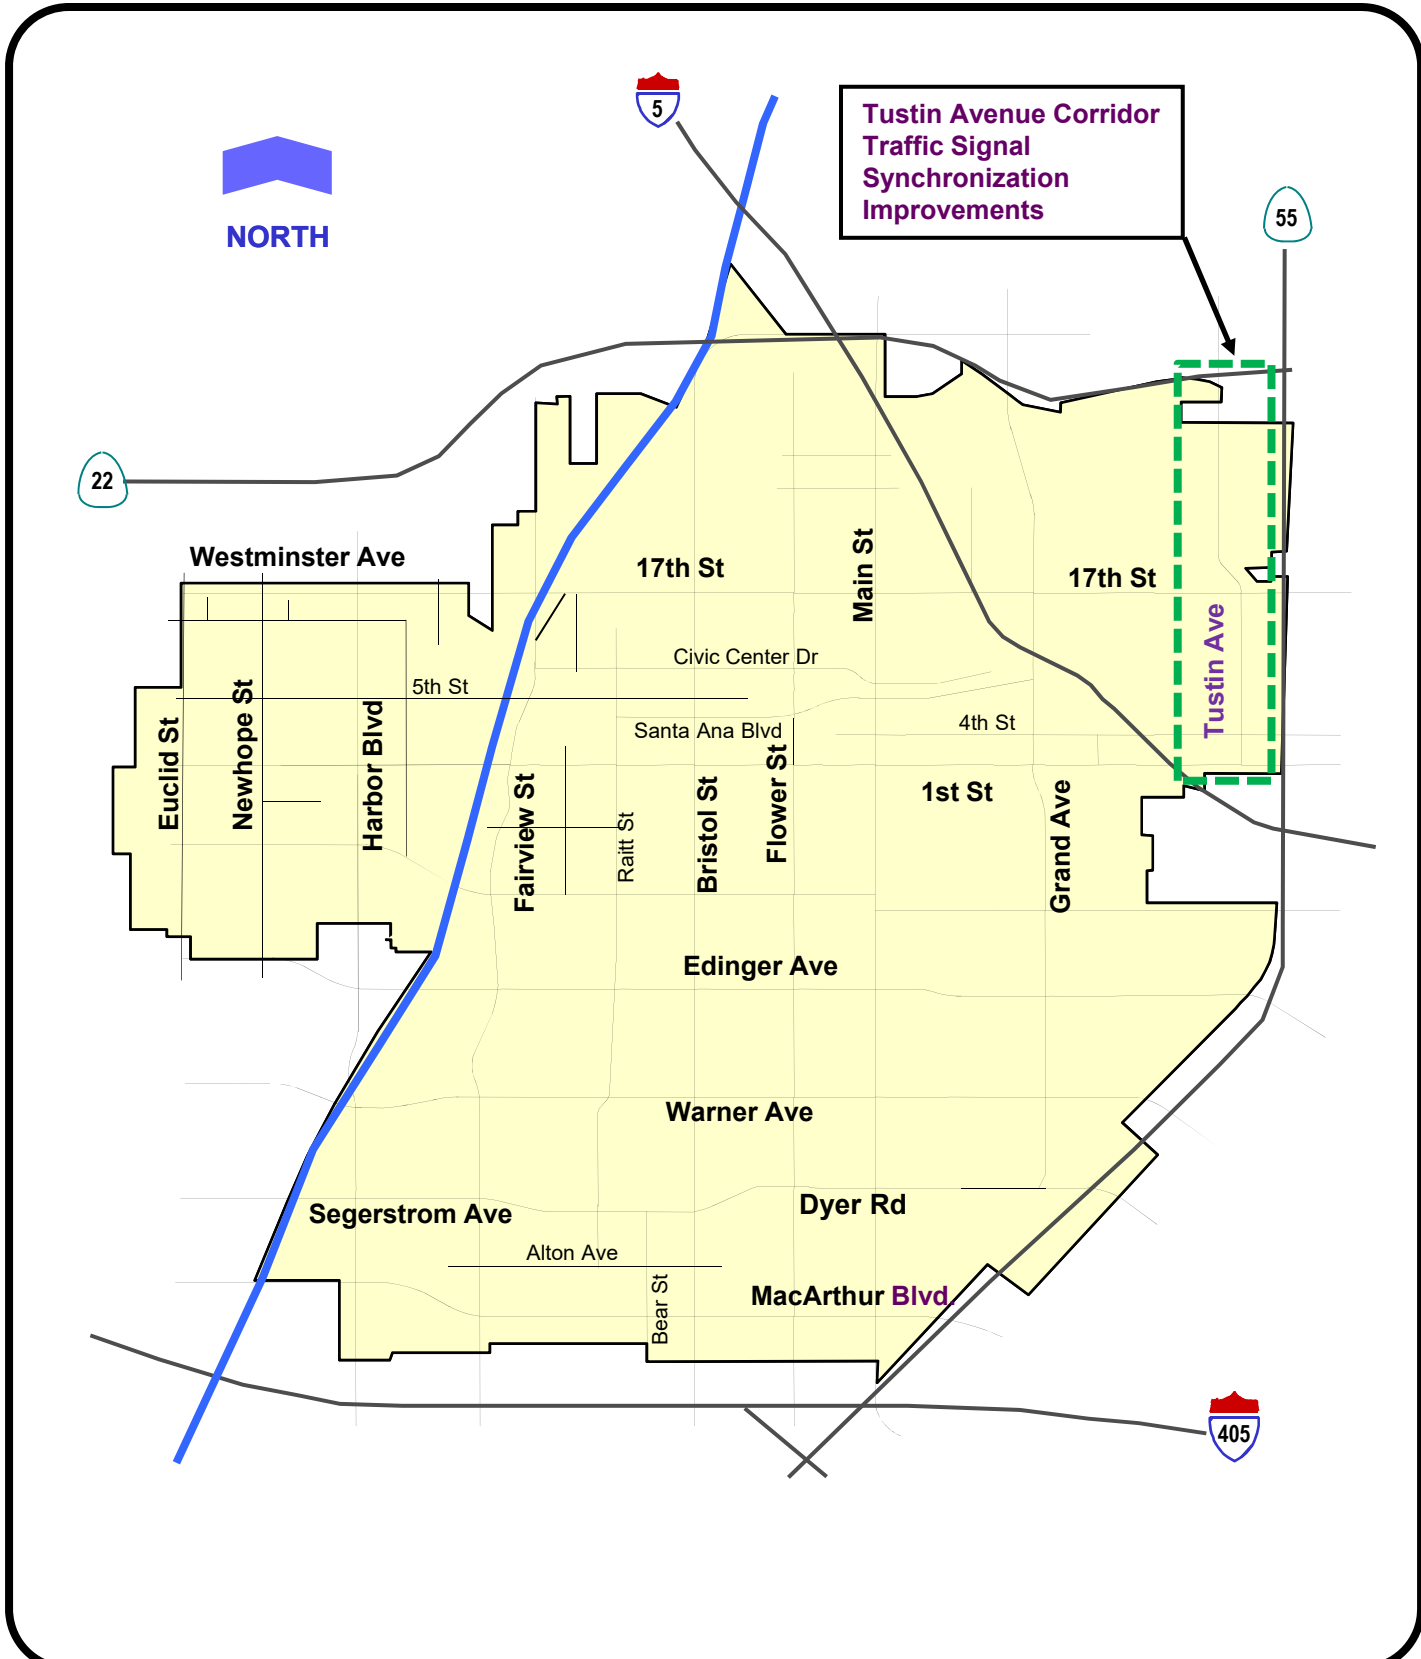 5
Tustin Avenue Corridor
Traffic Signal
Synchronization
Improvements
NORTH
55
22
Westminster Ave
17th St
Main St
17th St
Tustin Ave
Civic Center Dr
5th St
Santa Ana Blvd
4th St
Euclid St
Newhope St
Harbor Blvd
Fairview St
Raitt St
Bristol St
Flower St
1st St
Grand Ave
Edinger Ave
Warner Ave
Segerstrom Ave
Dyer Rd
Alton Ave
Bear St
MacArthur Blvd.
405